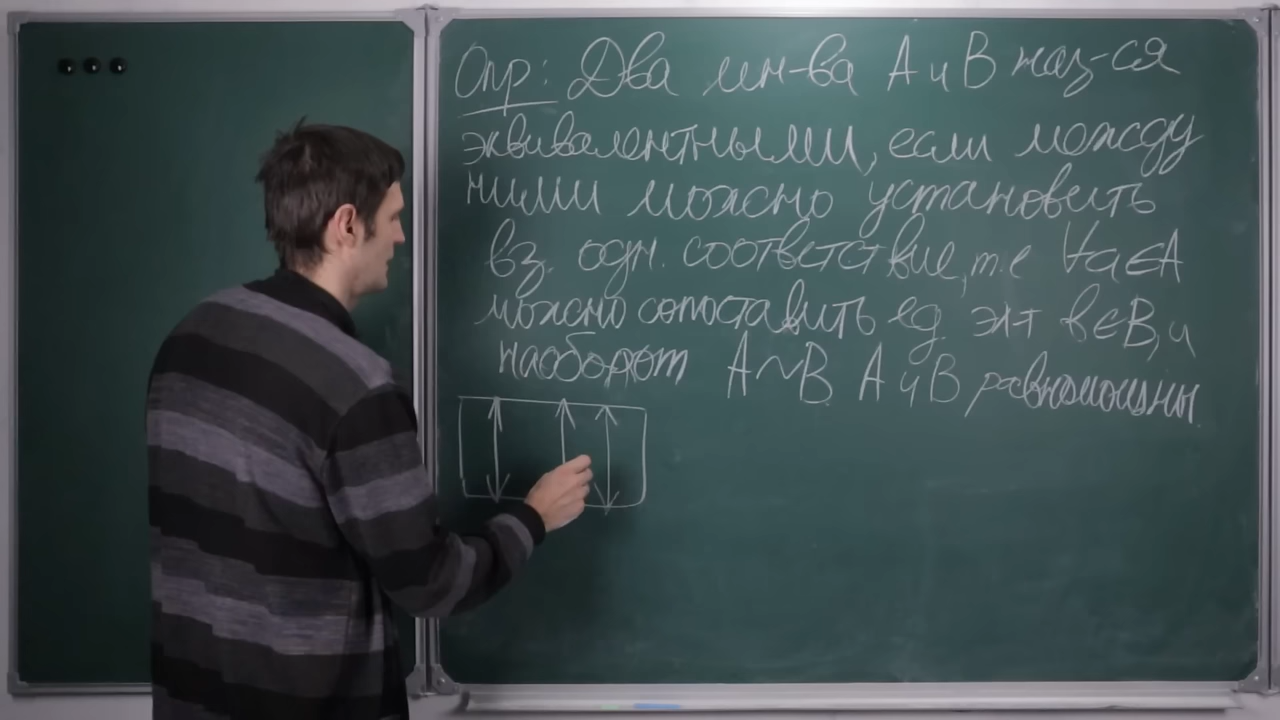 Опр: Два мн-ва A и B наз-ся
эквивалентными, если между
ними можно установить
вз. одн. соответствие, т.е ∀a∈A
можно сопоставить ед. эл-т b∈B, и
наоборот A~B A и B равномощны